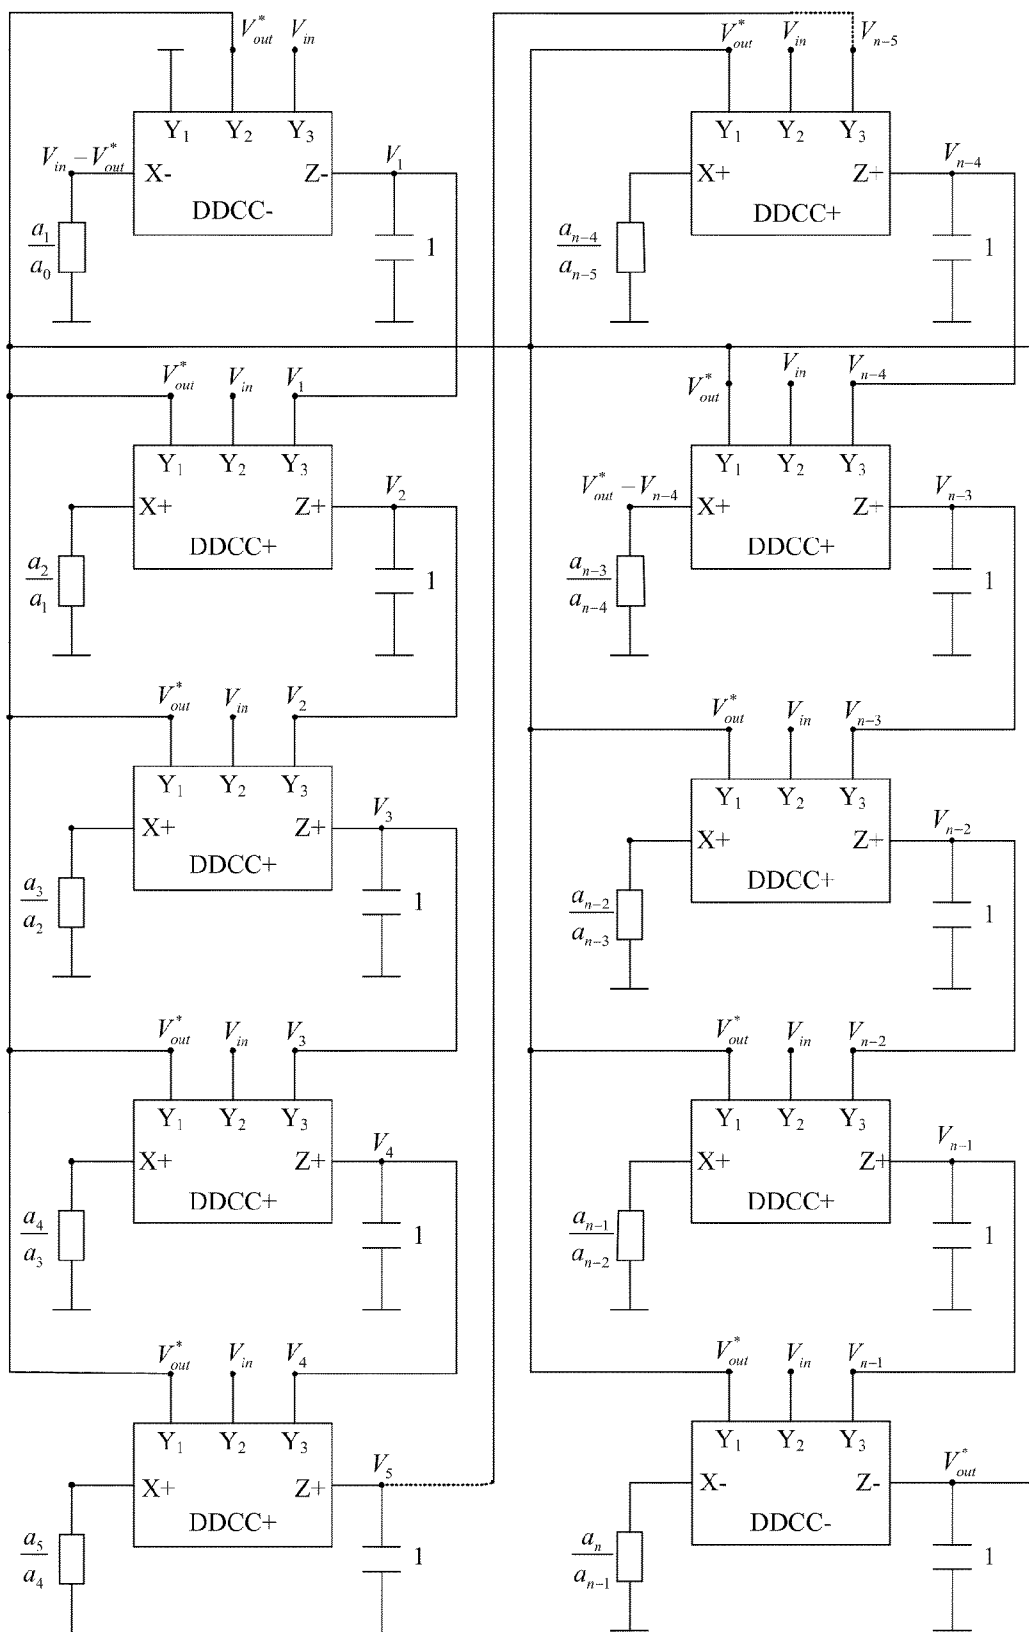 V*out Vin
Y1 Y2 Y3
Vin − V*out V1
X- Z-
DDCC-
a1/a0 1
V*oui Vin V1
Y1 Y2 Y3
V2
X+ Z+
DDCC+
a2/a1 1
V*out Vin V2
Y1 Y2 Y3
V3
X+ Z+
DDCC+
a3/a2 1
V*out Vin V3
Y1 Y2 Y3
V4
X+ Z+
DDCC+
a4/a3 1
V*out Vin V4
Y1 Y2 Y3
V5
X+ Z+
DDCC+
a5/a4 1
V*out Vin Vn−5
Y1 Y2 Y3
Vn−4
X+ Z+
DDCC+
an−4/an−5 1
V*out Vin Vn−4
Y1 Y2 Y3
V*out − Vn−4 Vn−3
X+ Z+
DDCC+
an−3/an−4 1
V*out Vin Vn−3
Y1 Y2 Y3
Vn−2
X+ Z+
DDCC+
an−2/an−3 1
V*out Vin Vn−2
Y1 Y2 Y3
Vn−1
X+ Z+
DDCC+
an−1/an−2 1
V*out Vin Vn−1
Y1 Y2 Y3
V*out
X- Z-
DDCC-
an/an−1 1